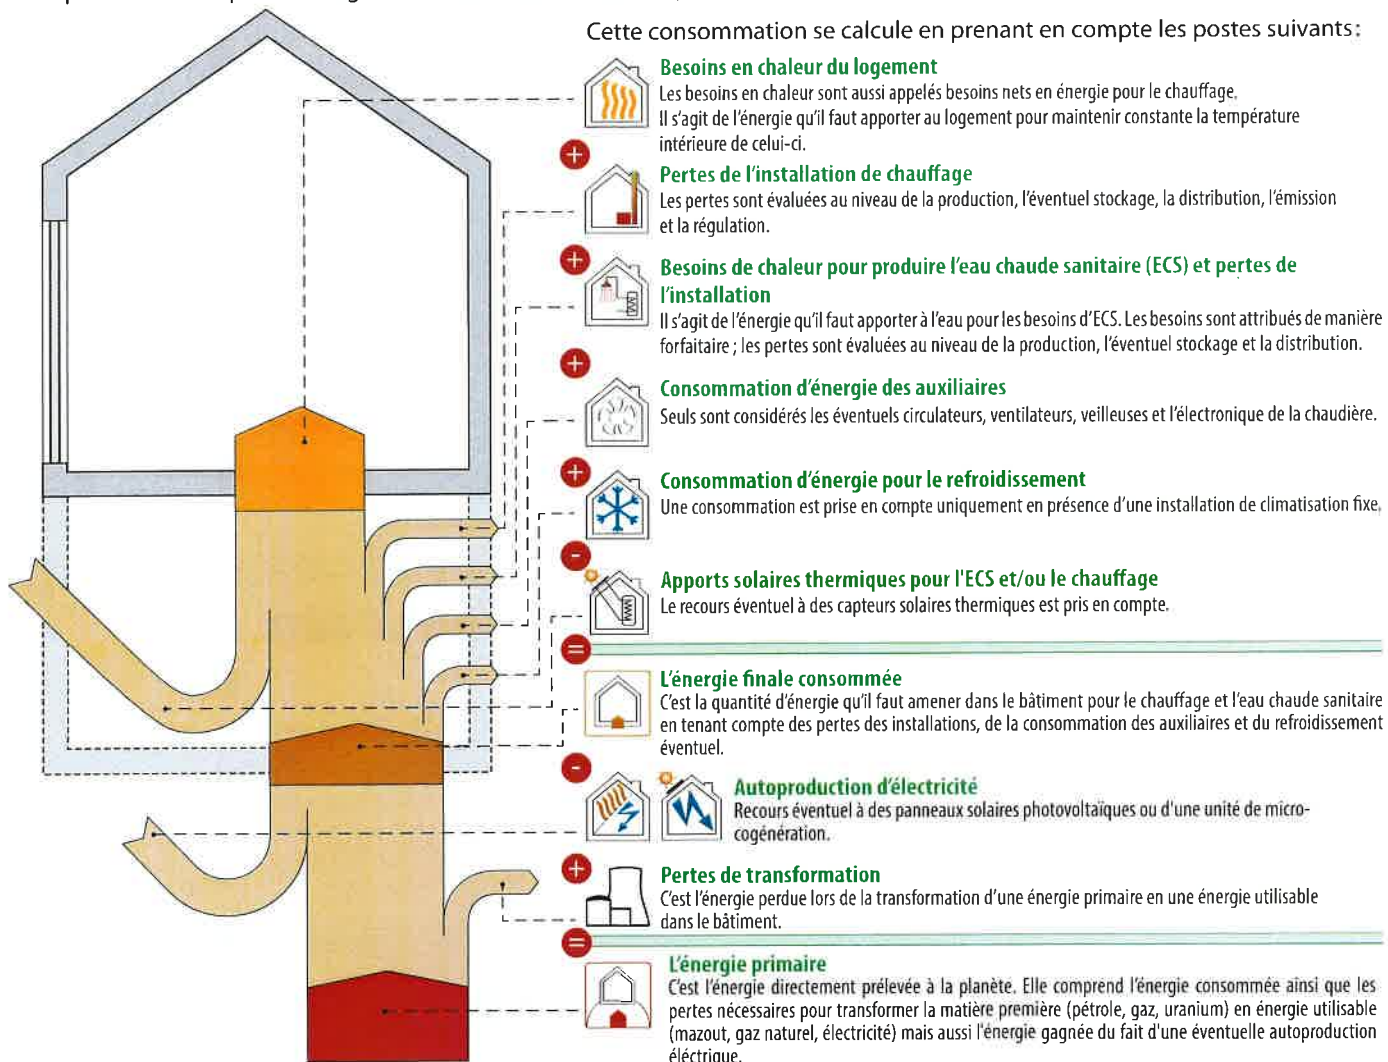 Cette consommation se calcule en prenant en compte les postes suivants:
Besoins en chaleur du logement
Les besoins en chaleur sont aussi appelés besoins nets en énergie pour le chauffage.
Il s'agit de l'énergie qu'il faut apporter au logement pour maintenir constante la température
intérieure de celui-ci.
+
Pertes de l'installation de chauffage
Les pertes sont évaluées au niveau de la production, l'éventuel stockage, la distribution, l'émission
et la régulation.
+
Besoins de chaleur pour produire l'eau chaude sanitaire (ECS) et pertes de
l'installation
Il s'agit de l'énergie qu'il faut apporter à l'eau pour les besoins d'ECS. Les besoins sont attribués de manière
forfaitaire ; les pertes sont évaluées au niveau de la production, l'éventuel stockage et la distribution.
+
Consommation d'énergie des auxiliaires
Seuls sont considérés les éventuels circulateurs, ventilateurs, veilleuses et l'électronique de la chaudière.
+
Consommation d'énergie pour le refroidissement
Une consommation est prise en compte uniquement en présence d'une installation de climatisation fixe.
-
Apports solaires thermiques pour l'ECS et/ou le chauffage
Le recours éventuel à des capteurs solaires thermiques est pris en compte.
=
L'énergie finale consommée
C'est la quantité d'énergie qu'il faut amener dans le bâtiment pour le chauffage et l'eau chaude sanitaire
en tenant compte des pertes des installations, de la consommation des auxiliaires et du refroidissement
éventuel.
-
Autoproduction d'électricité
Recours éventuel à des panneaux solaires photovoltaïques ou d'une unité de micro-
cogénération.
+
Pertes de transformation
C'est l'énergie perdue lors de la transformation d'une énergie primaire en une énergie utilisable
dans le bâtiment.
=
L'énergie primaire
C'est l'énergie directement prélevée à la planète. Elle comprend l'énergie consommée ainsi que les
pertes nécessaires pour transformer la matière première (pétrole, gaz, uranium) en énergie utilisable
(mazout, gaz naturel, électricité) mais aussi l'énergie gagnée du fait d'une éventuelle autoproduction
éléctrique.